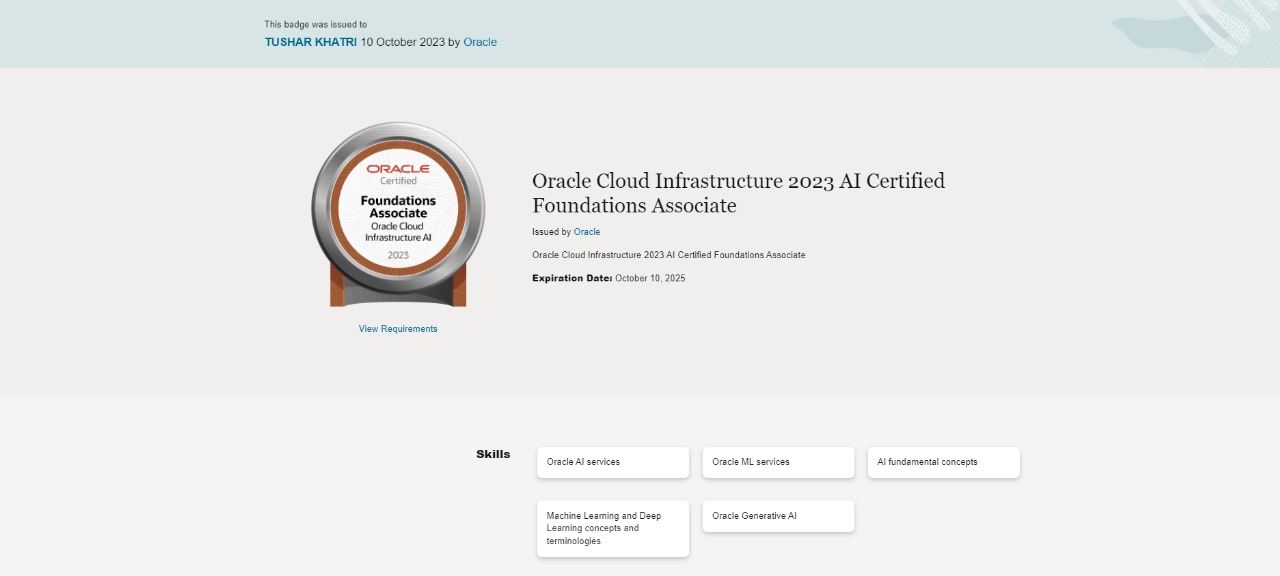 This badge was issued to
TUSHAR KHATRI 10 October 2023 by Oracle
ORACLE
Certified
Foundations
Associate
Oracle Cloud
Infrastructure AI
2023
View Requirements
Oracle Cloud Infrastructure 2023 AI Certified
Foundations Associate
Issued by Oracle
Oracle Cloud Infrastructure 2023 AI Certified Foundations Associate
Expiration Date: October 10, 2025
Skills
Oracle AI services
Oracle ML services
AI fundamental concepts
Machine Learning and Deep
Learning concepts and
terminologies
Oracle Generative AI